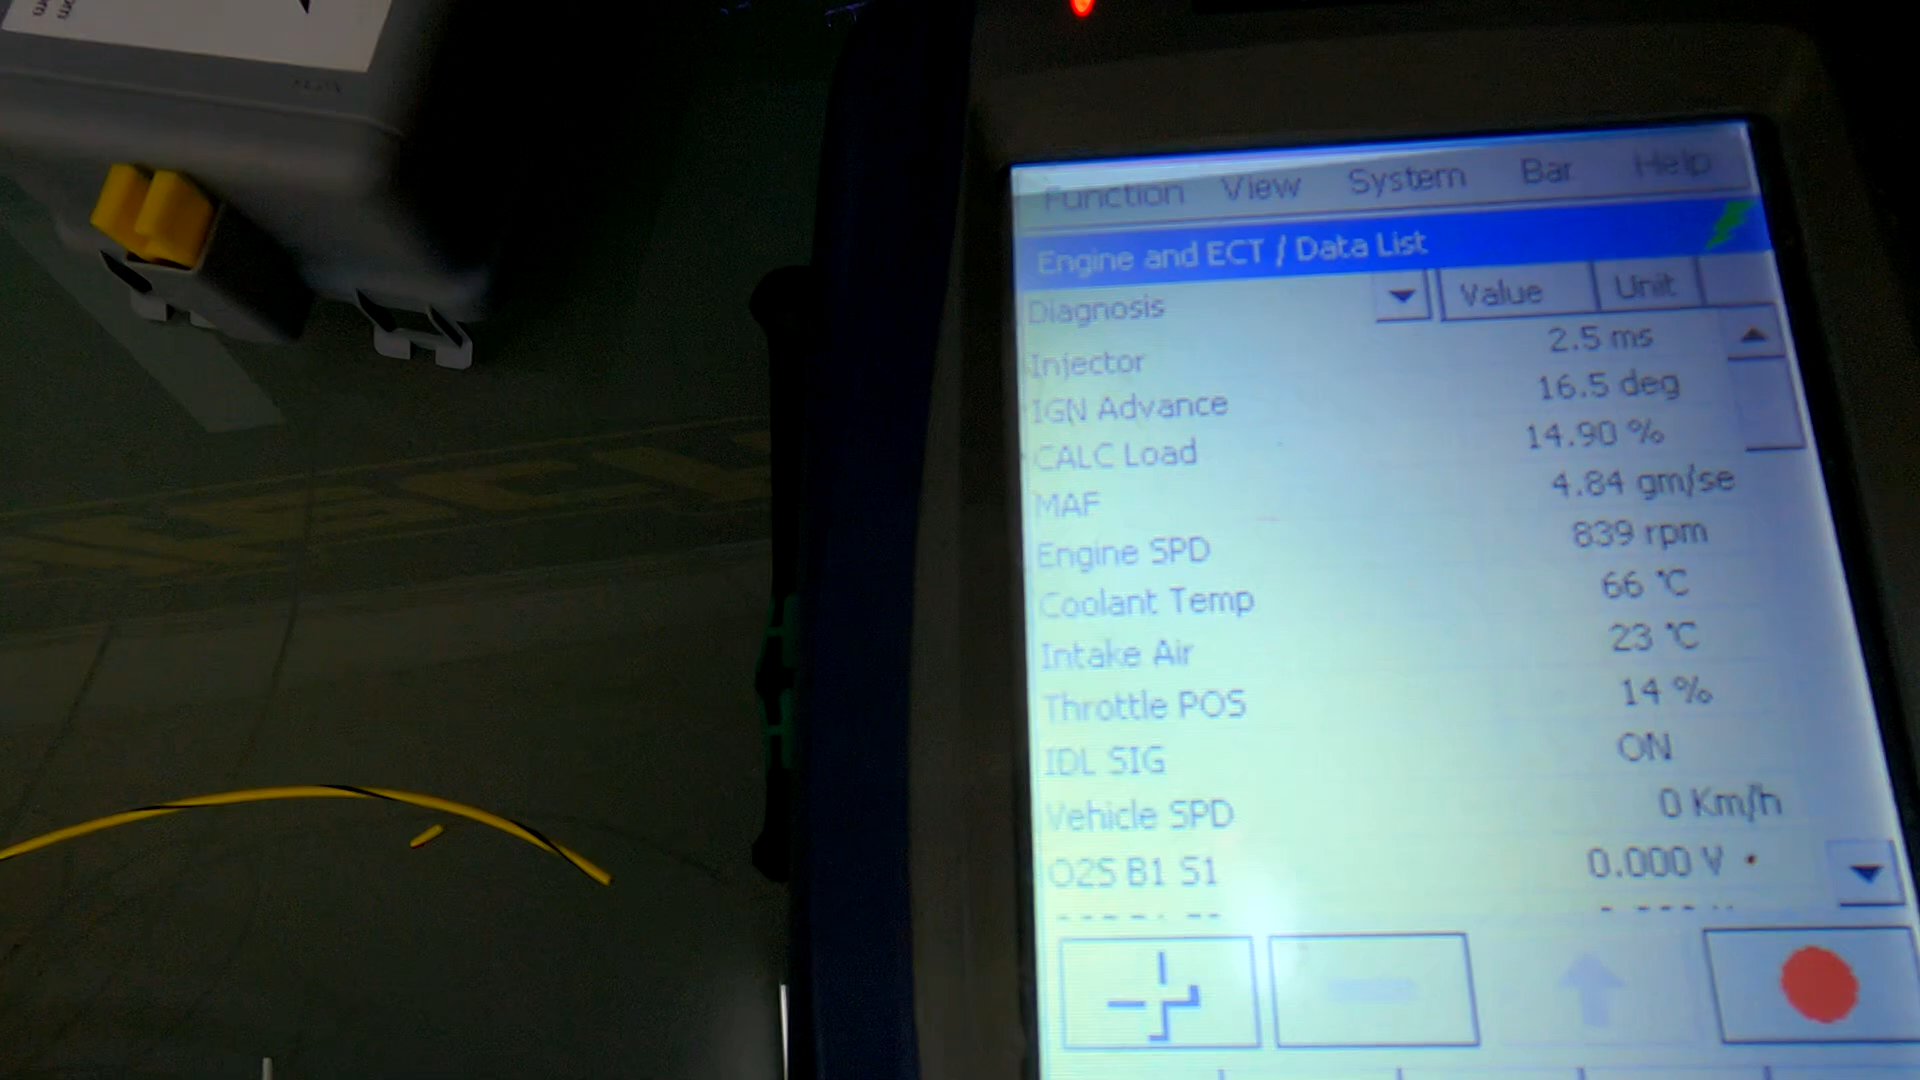 Function View System Bar Help
Engine and ECT / Data List
Diagnosis Value Unit
Injector 2.5 ms
IGN Advance 16.5 deg
CALC Load 14.90 %
MAF 4.84 gm/se
Engine SPD 839 rpm
Coolant Temp 66 ℃
Intake Air 23 ℃
Throttle POS 14 %
IDL SIG ON
Vehicle SPD 0 Km/h
O2S B1 S1 0.000 V